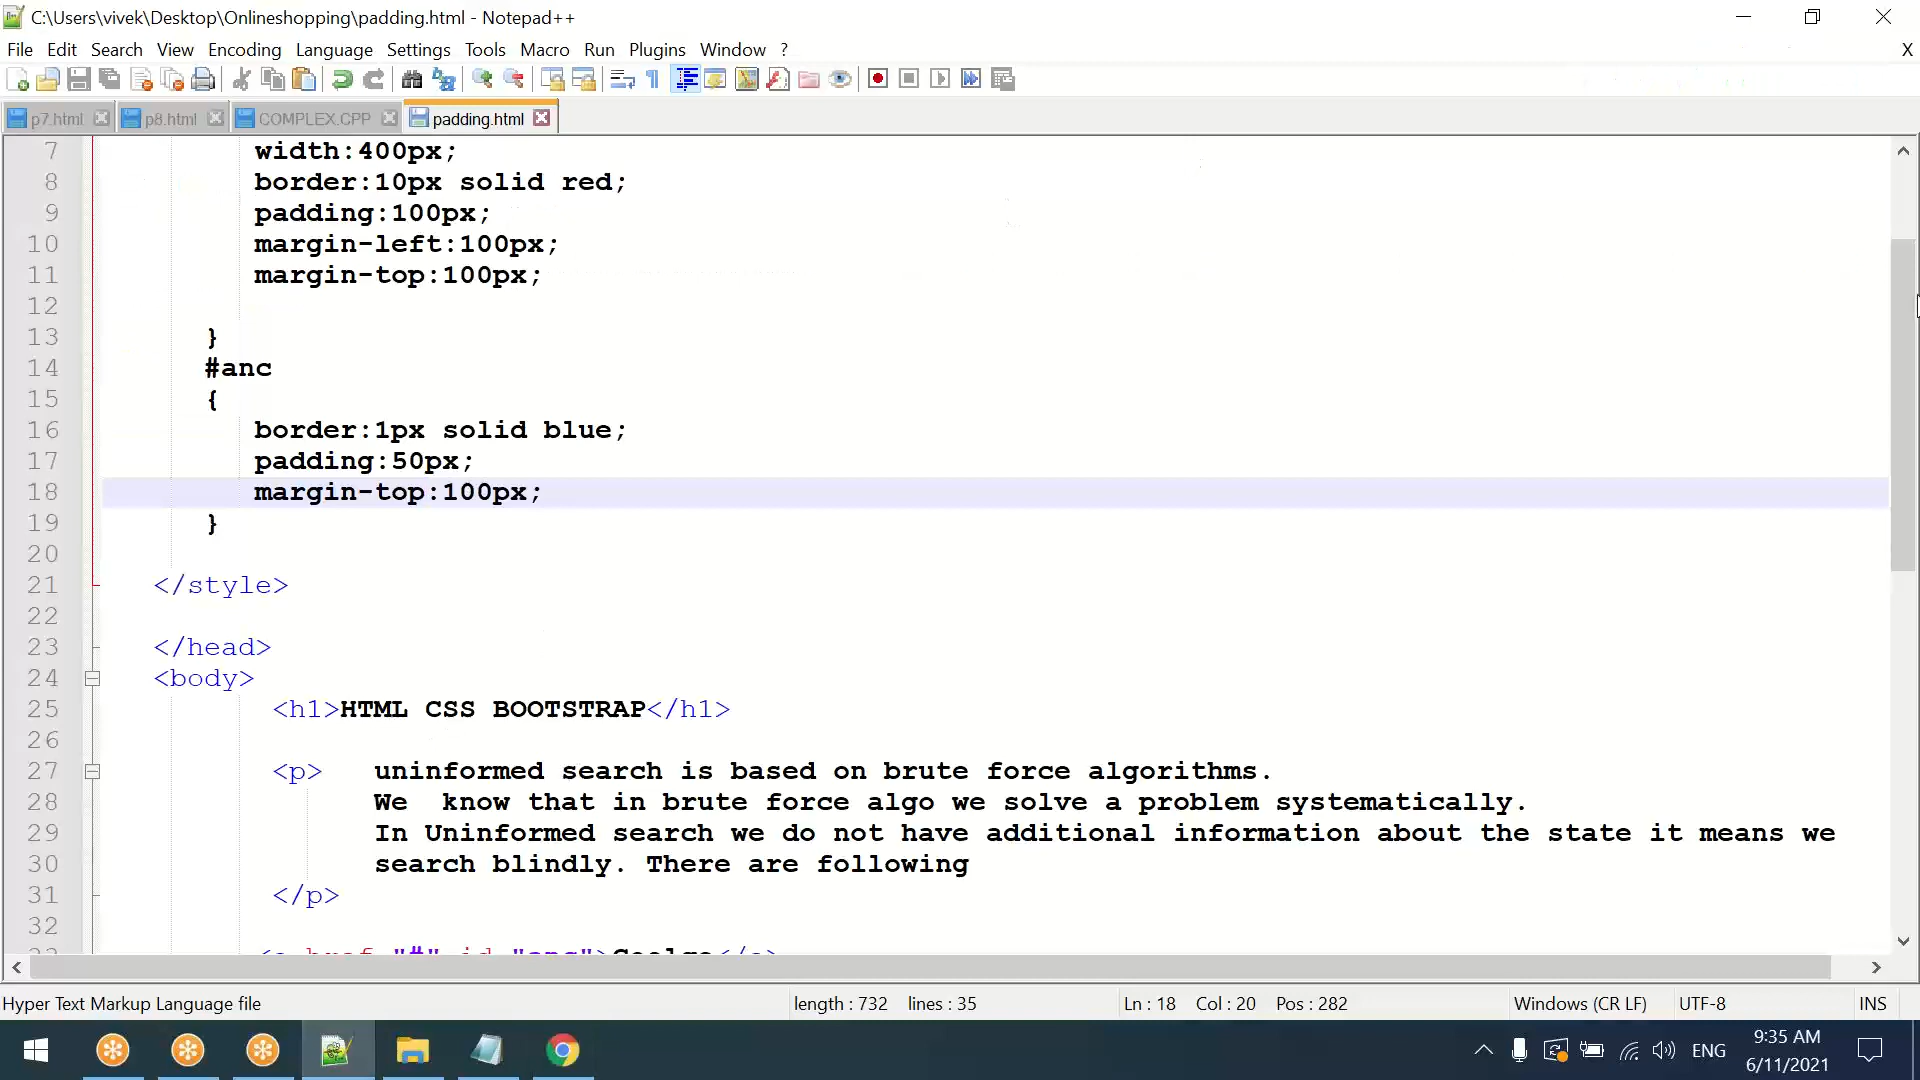 C:\Users\vivek\Desktop\Onlineshopping\padding.html - Notepad++
File Edit Search View Encoding Language Settings Tools Macro Run Plugins Window ? X
p7.html p8.html COMPLEX.CPP padding.html
7 width:400px;
8 border:10px solid red;
9 padding:100px;
10 margin-left:100px;
11 margin-top:100px;
12
13 }
14 #anc
15 {
16 border:1px solid blue;
17 padding:50px;
18 margin-top:100px;
19 }
20
21 </style>
22
23 </head>
24 <body>
25 <h1>HTML CSS BOOTSTRAP</h1>
26
27 <p> uninformed search is based on brute force algorithms.
28 We know that in brute force algo we solve a problem systematically.
29 In Uninformed search we do not have additional information about the state it means we
30 search blindly. There are following
31 </p>
32
Hyper Text Markup Language file length : 732 lines : 35 Ln : 18 Col : 20 Pos : 282 Windows (CR LF) UTF-8 INS
ENG 9:35 AM
6/11/2021